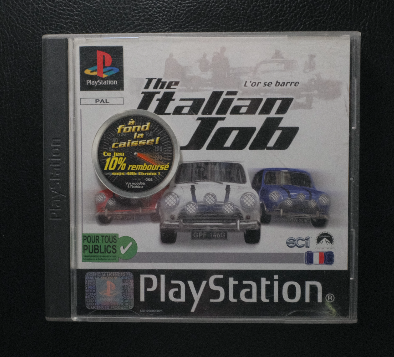 PlayStation
PAL
The
Italian
Job
L'or se barre
à
fond la
caisse!
Ce jeu
10% remboursé
PlayStation
POUR TOUS
PUBLICS
SCi
PlayStation